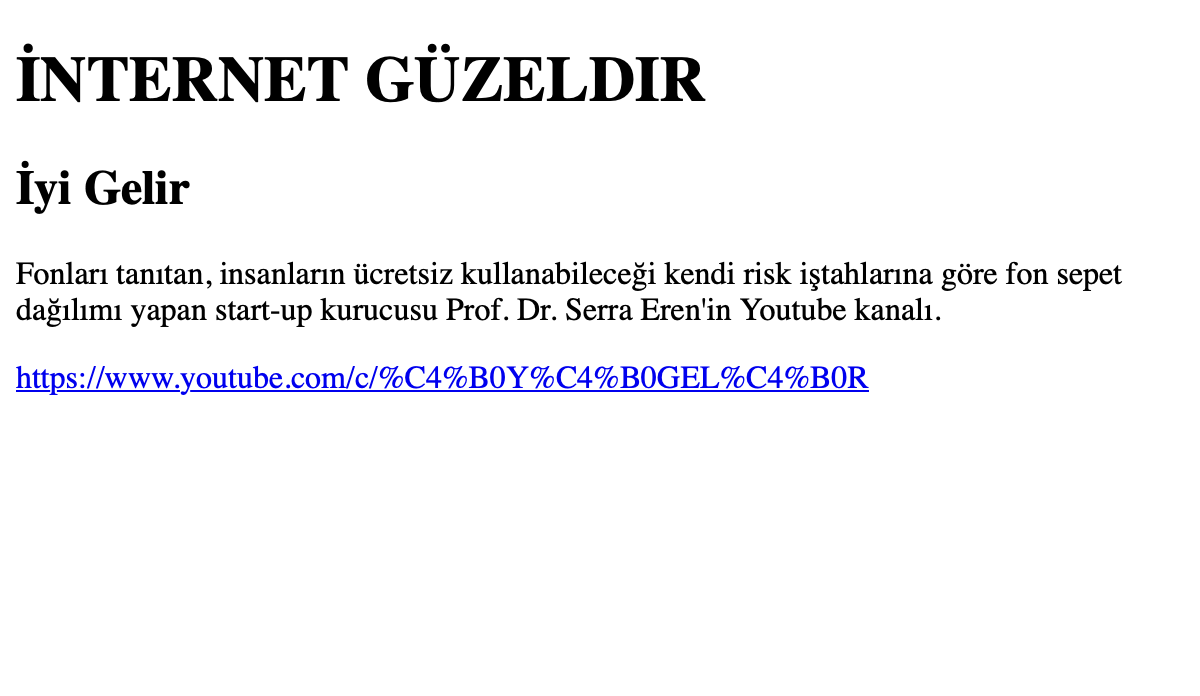 İNTERNET GÜZELDIR
İyi Gelir
Fonları tanıtan, insanların ücretsiz kullanabileceği kendi risk iştahlarına göre fon sepet
dağılımı yapan start-up kurucusu Prof. Dr. Serra Eren'in Youtube kanalı.
https://www.youtube.com/c/%C4%B0Y%C4%B0GEL%C4%B0R